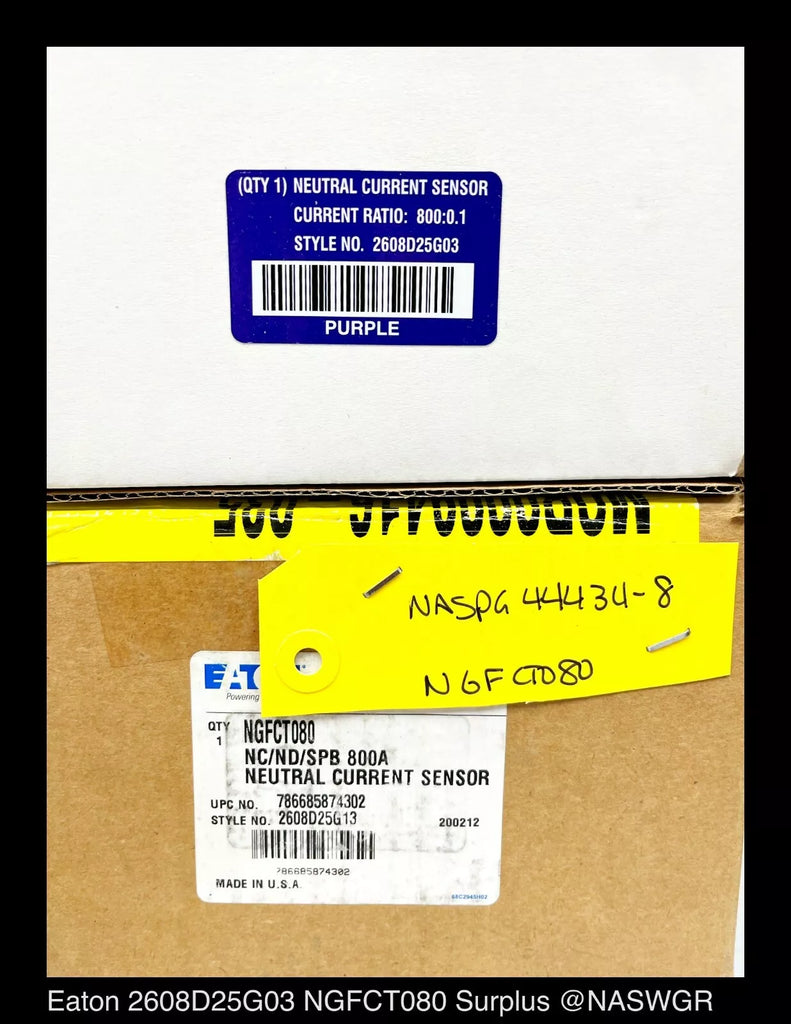 (QTY 1) NEUTRAL CURRENT SENSOR
CURRENT RATIO: 800:0.1
STYLE NO. 2608D25G03
PURPLE
NASPG 44434-8
NGFCT080
Powering
QTY 1
NGFCT080
NC/ND/SPB 800A
NEUTRAL CURRENT SENSOR
UPC NO. 786685874302
STYLE NO. 2608D25G13 200212
786685874302
MADE IN U.S.A.
Eaton 2608D25G03 NGFCT080 Surplus @NASWGR